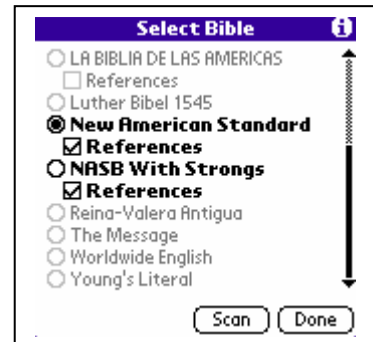 Select Bible
LA BIBLIA DE LAS AMERICAS
References
Luther Bibel 1545
New American Standard
References
NASB With Strongs
References
Reina-Valera Antigua
The Message
Worldwide English
Young's Literal
Scan Done